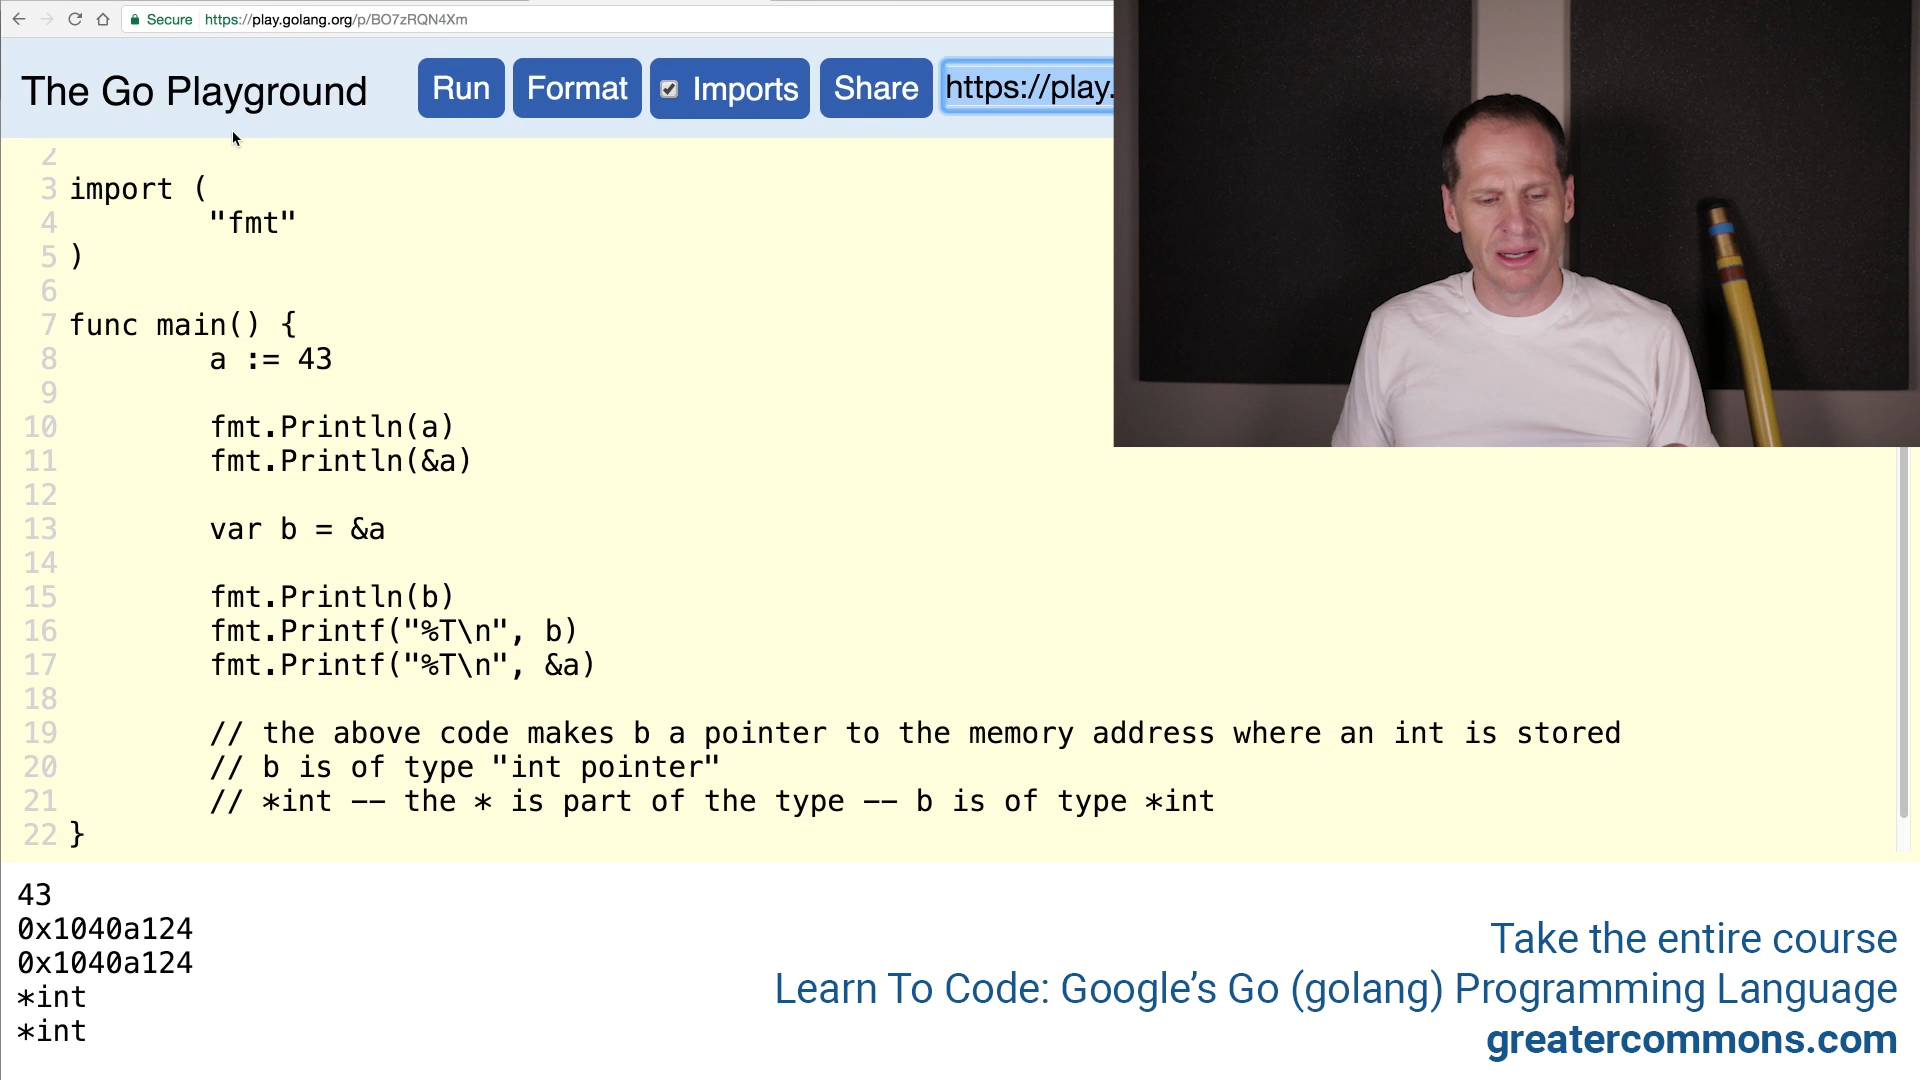 Secure https://play.golang.org/p/BO7zRQN4Xm
The Go Playground Run Format Imports Share https://play.
2
3 import (
4 "fmt"
5 )
6
7 func main() {
8 a := 43
9
10 fmt.Println(a)
11 fmt.Println(&a)
12
13 var b = &a
14
15 fmt.Println(b)
16 fmt.Printf("%T\n", b)
17 fmt.Printf("%T\n", &a)
18
19 // the above code makes b a pointer to the memory address where an int is stored
20 // b is of type "int pointer"
21 // *int -- the * is part of the type -- b is of type *int
22 }
43
0x1040a124
0x1040a124
*int
*int
Take the entire course
Learn To Code: Google’s Go (golang) Programming Language
greatercommons.com